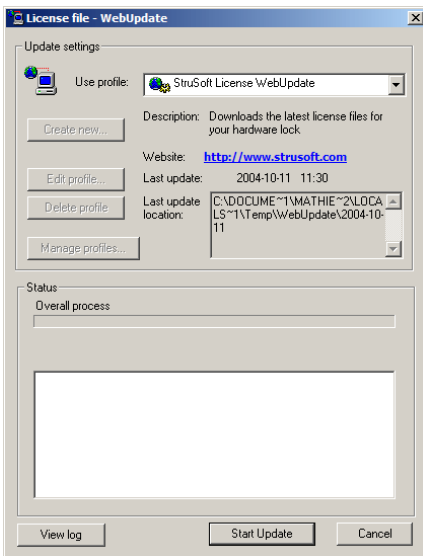 License file - WebUpdate
Update settings
Use profile:
StruSoft License WebUpdate
Create new...
Description: Downloads the latest license files for
your hardware lock
Website: http://www.strusoft.com
Edit profile...
Last update: 2004-10-11 11:30
Delete profile
Last update
location:
C:\DOCUME~1\MATHIE~2\LOCA
LS~1\Temp\WebUpdate\2004-10-
11
Manage profiles...
Status
Overall process
View log
Start Update
Cancel